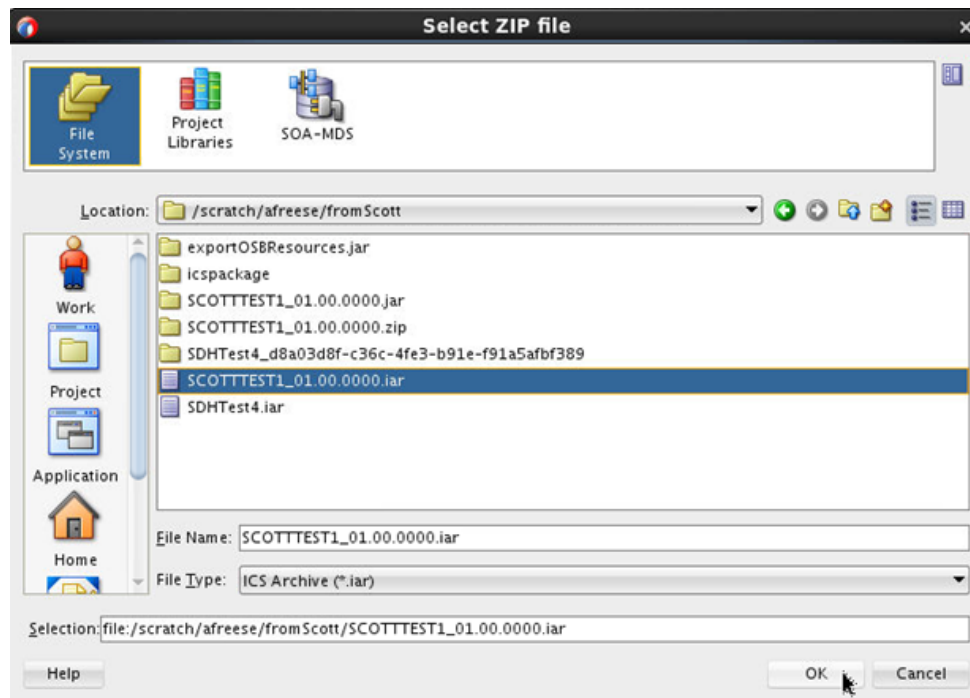 Select ZIP file
File
System
Project
Libraries
SOA-MDS
Location: /scratch/afreese/fromScott
Work
Project
Application
Home
exportOSBResources.jar
icspackage
SCOTTTEST1_01.00.0000.jar
SCOTTTEST1_01.00.0000.zip
SDHTest4_d8a03d8f-c36c-4fe3-b91e-f91a5afbf389
SCOTTTEST1_01.00.0000.iar
SDHTest4.iar
File Name: SCOTTTEST1_01.00.0000.iar
File Type: ICS Archive (*.iar)
Selection: file:/scratch/afreese/fromScott/SCOTTTEST1_01.00.0000.iar
Help
OK
Cancel